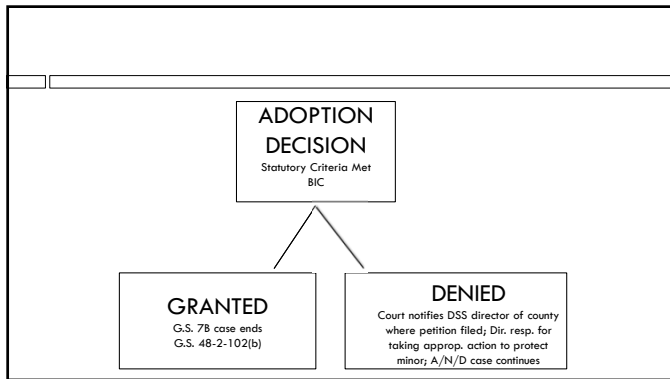 ADOPTION
DECISION
Statutory Criteria Met
BIC
GRANTED
G.S. 7B case ends
G.S. 48-2-102(b)
DENIED
Court notifies DSS director of county
where petition filed; Dir. resp. for
taking approp. action to protect
minor; A/N/D case continues